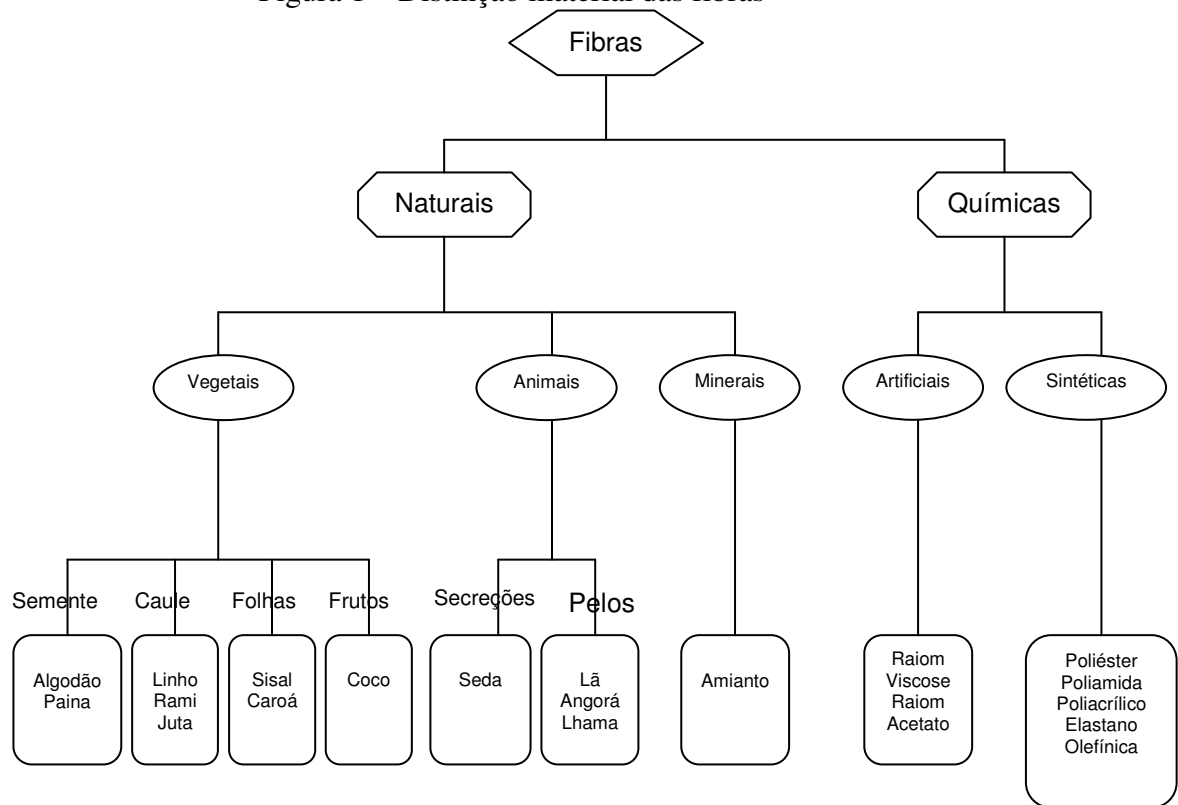 Figura 1 – Distinção material das fibras
Fibras
Naturais
Químicas
Vegetais
Animais
Minerais
Artificiais
Sintéticas
Semente
Caule
Folhas
Frutos
Secreções
Pelos
Algodão
Paina
Linho
Rami
Juta
Sisal
Caroá
Coco
Seda
Lã
Angorá
Lhama
Amianto
Raiom
Viscose
Raiom
Acetato
Poliéster
Poliamida
Poliacrílico
Elastano
Olefínica